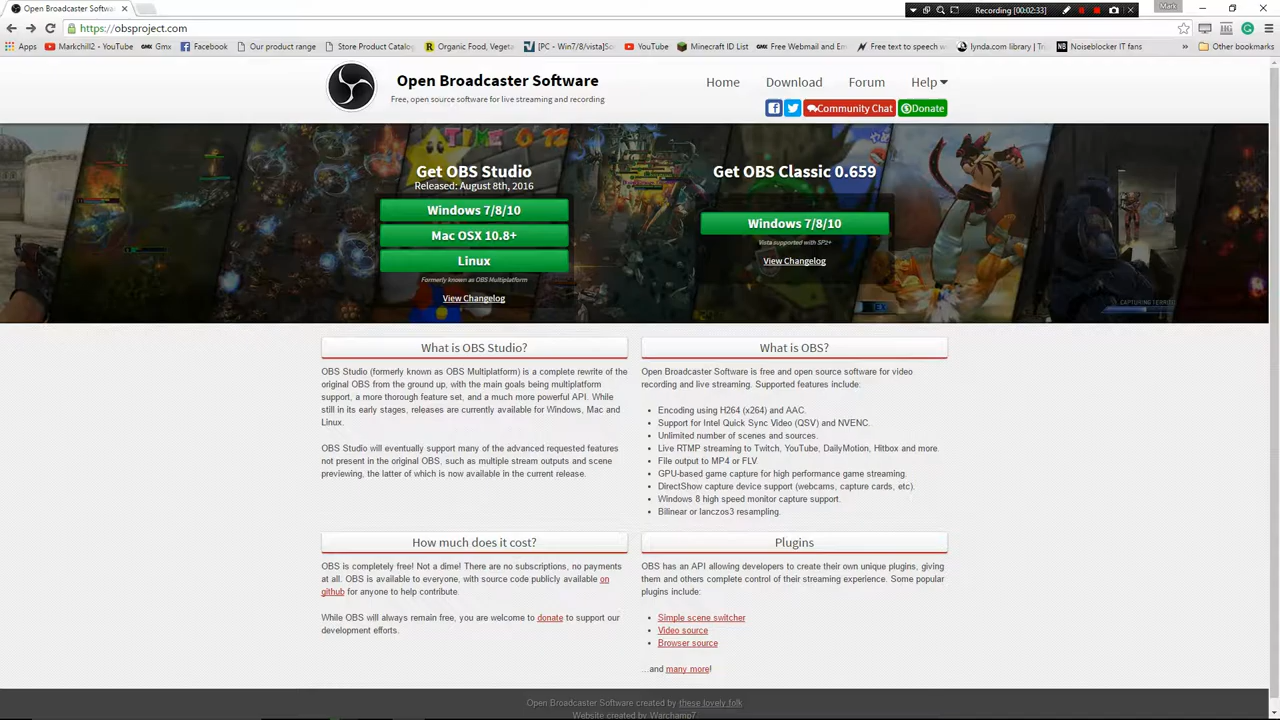 Open Broadcaster Softwa
Recording [00:02:33]
Mark
https://obsproject.com
Apps
Markchill2 - YouTube
Gmx
Facebook
Our product range
Store Product Catalog
Organic Food, Vegeta
[PC - Win7/8/vista]So
YouTube
Minecraft ID List
Free Webmail and Em
Free text to speech w
lynda.com library | Tr
Noiseblocker IT fans
»
Other bookmarks
Open Broadcaster Software
Free, open source software for live streaming and recording
Home
Download
Forum
Help
Community Chat
Donate
Get OBS Studio
Released: August 8th, 2016
Windows 7/8/10
Mac OSX 10.8+
Linux
Formerly known as OBS Multiplatform
View Changelog
Get OBS Classic 0.659
Windows 7/8/10
Vista supported with SP2+
View Changelog
What is OBS Studio?
OBS Studio (formerly known as OBS Multiplatform) is a complete rewrite of the
original OBS from the ground up, with the main goals being multiplatform
support, a more thorough feature set, and a much more powerful API. While
still in its early stages, releases are currently available for Windows, Mac and
Linux.
OBS Studio will eventually support many of the advanced requested features
not present in the original OBS, such as multiple stream outputs and scene
previewing, the latter of which is now available in the current release.
What is OBS?
Open Broadcaster Software is free and open source software for video
recording and live streaming. Supported features include:
• Encoding using H264 (x264) and AAC.
• Support for Intel Quick Sync Video (QSV) and NVENC.
• Unlimited number of scenes and sources.
• Live RTMP streaming to Twitch, YouTube, DailyMotion, Hitbox and more.
• File output to MP4 or FLV.
• GPU-based game capture for high performance game streaming.
• DirectShow capture device support (webcams, capture cards, etc).
• Windows 8 high speed monitor capture support.
• Bilinear or lanczos3 resampling.
How much does it cost?
OBS is completely free! Not a dime! There are no subscriptions, no payments
at all. OBS is available to everyone, with source code publicly available on
github for anyone to help contribute.
While OBS will always remain free, you are welcome to donate to support our
development efforts.
Plugins
OBS has an API allowing developers to create their own unique plugins, giving
them and others complete control of their streaming experience. Some popular
plugins include:
• Simple scene switcher
• Video source
• Browser source
...and many more!
Open Broadcaster Software created by these lovely folk
Website created by Warchamp7